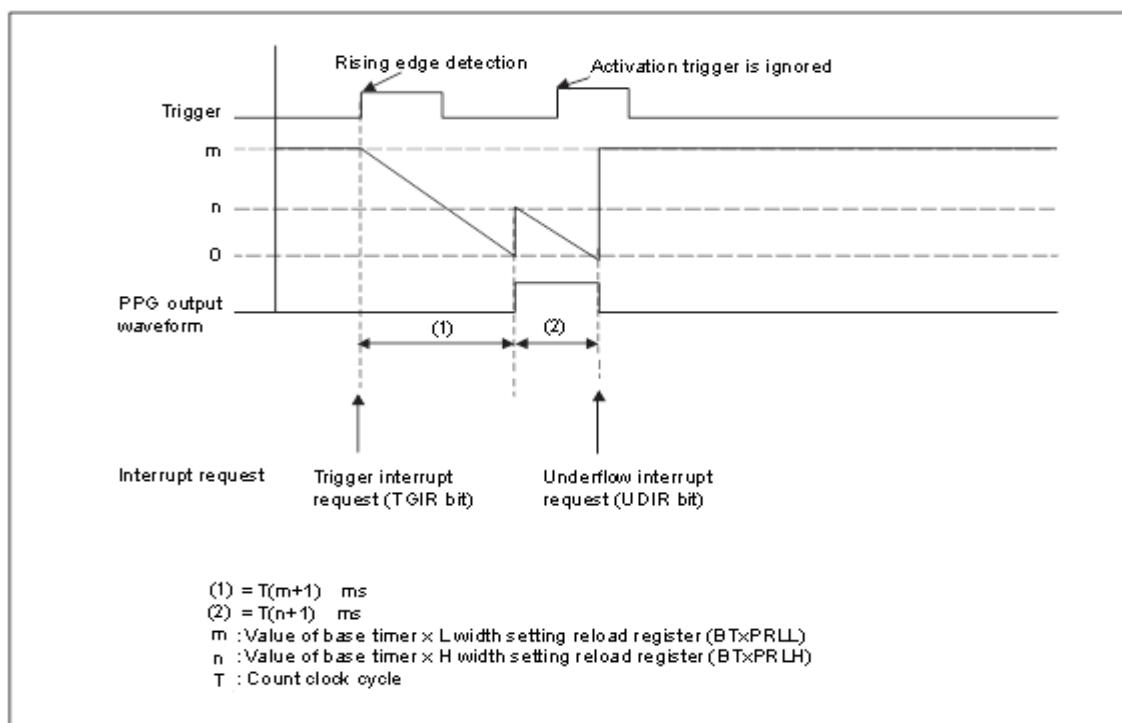 Rising edge detection
Activation trigger is ignored
Trigger
m
n
0
PPG output
waveform
(1)
(2)
Interrupt request
Trigger interrupt
request (TGIR bit)
Underflow interrupt
request (UDIR bit)
(1) = T(m+1) ms
(2) = T(n+1) ms
m : Value of base timer x L width setting reload register (BTxPRLL)
n : Value of base timer x H width setting reload register (BTxPRLH)
T : Count clock cycle